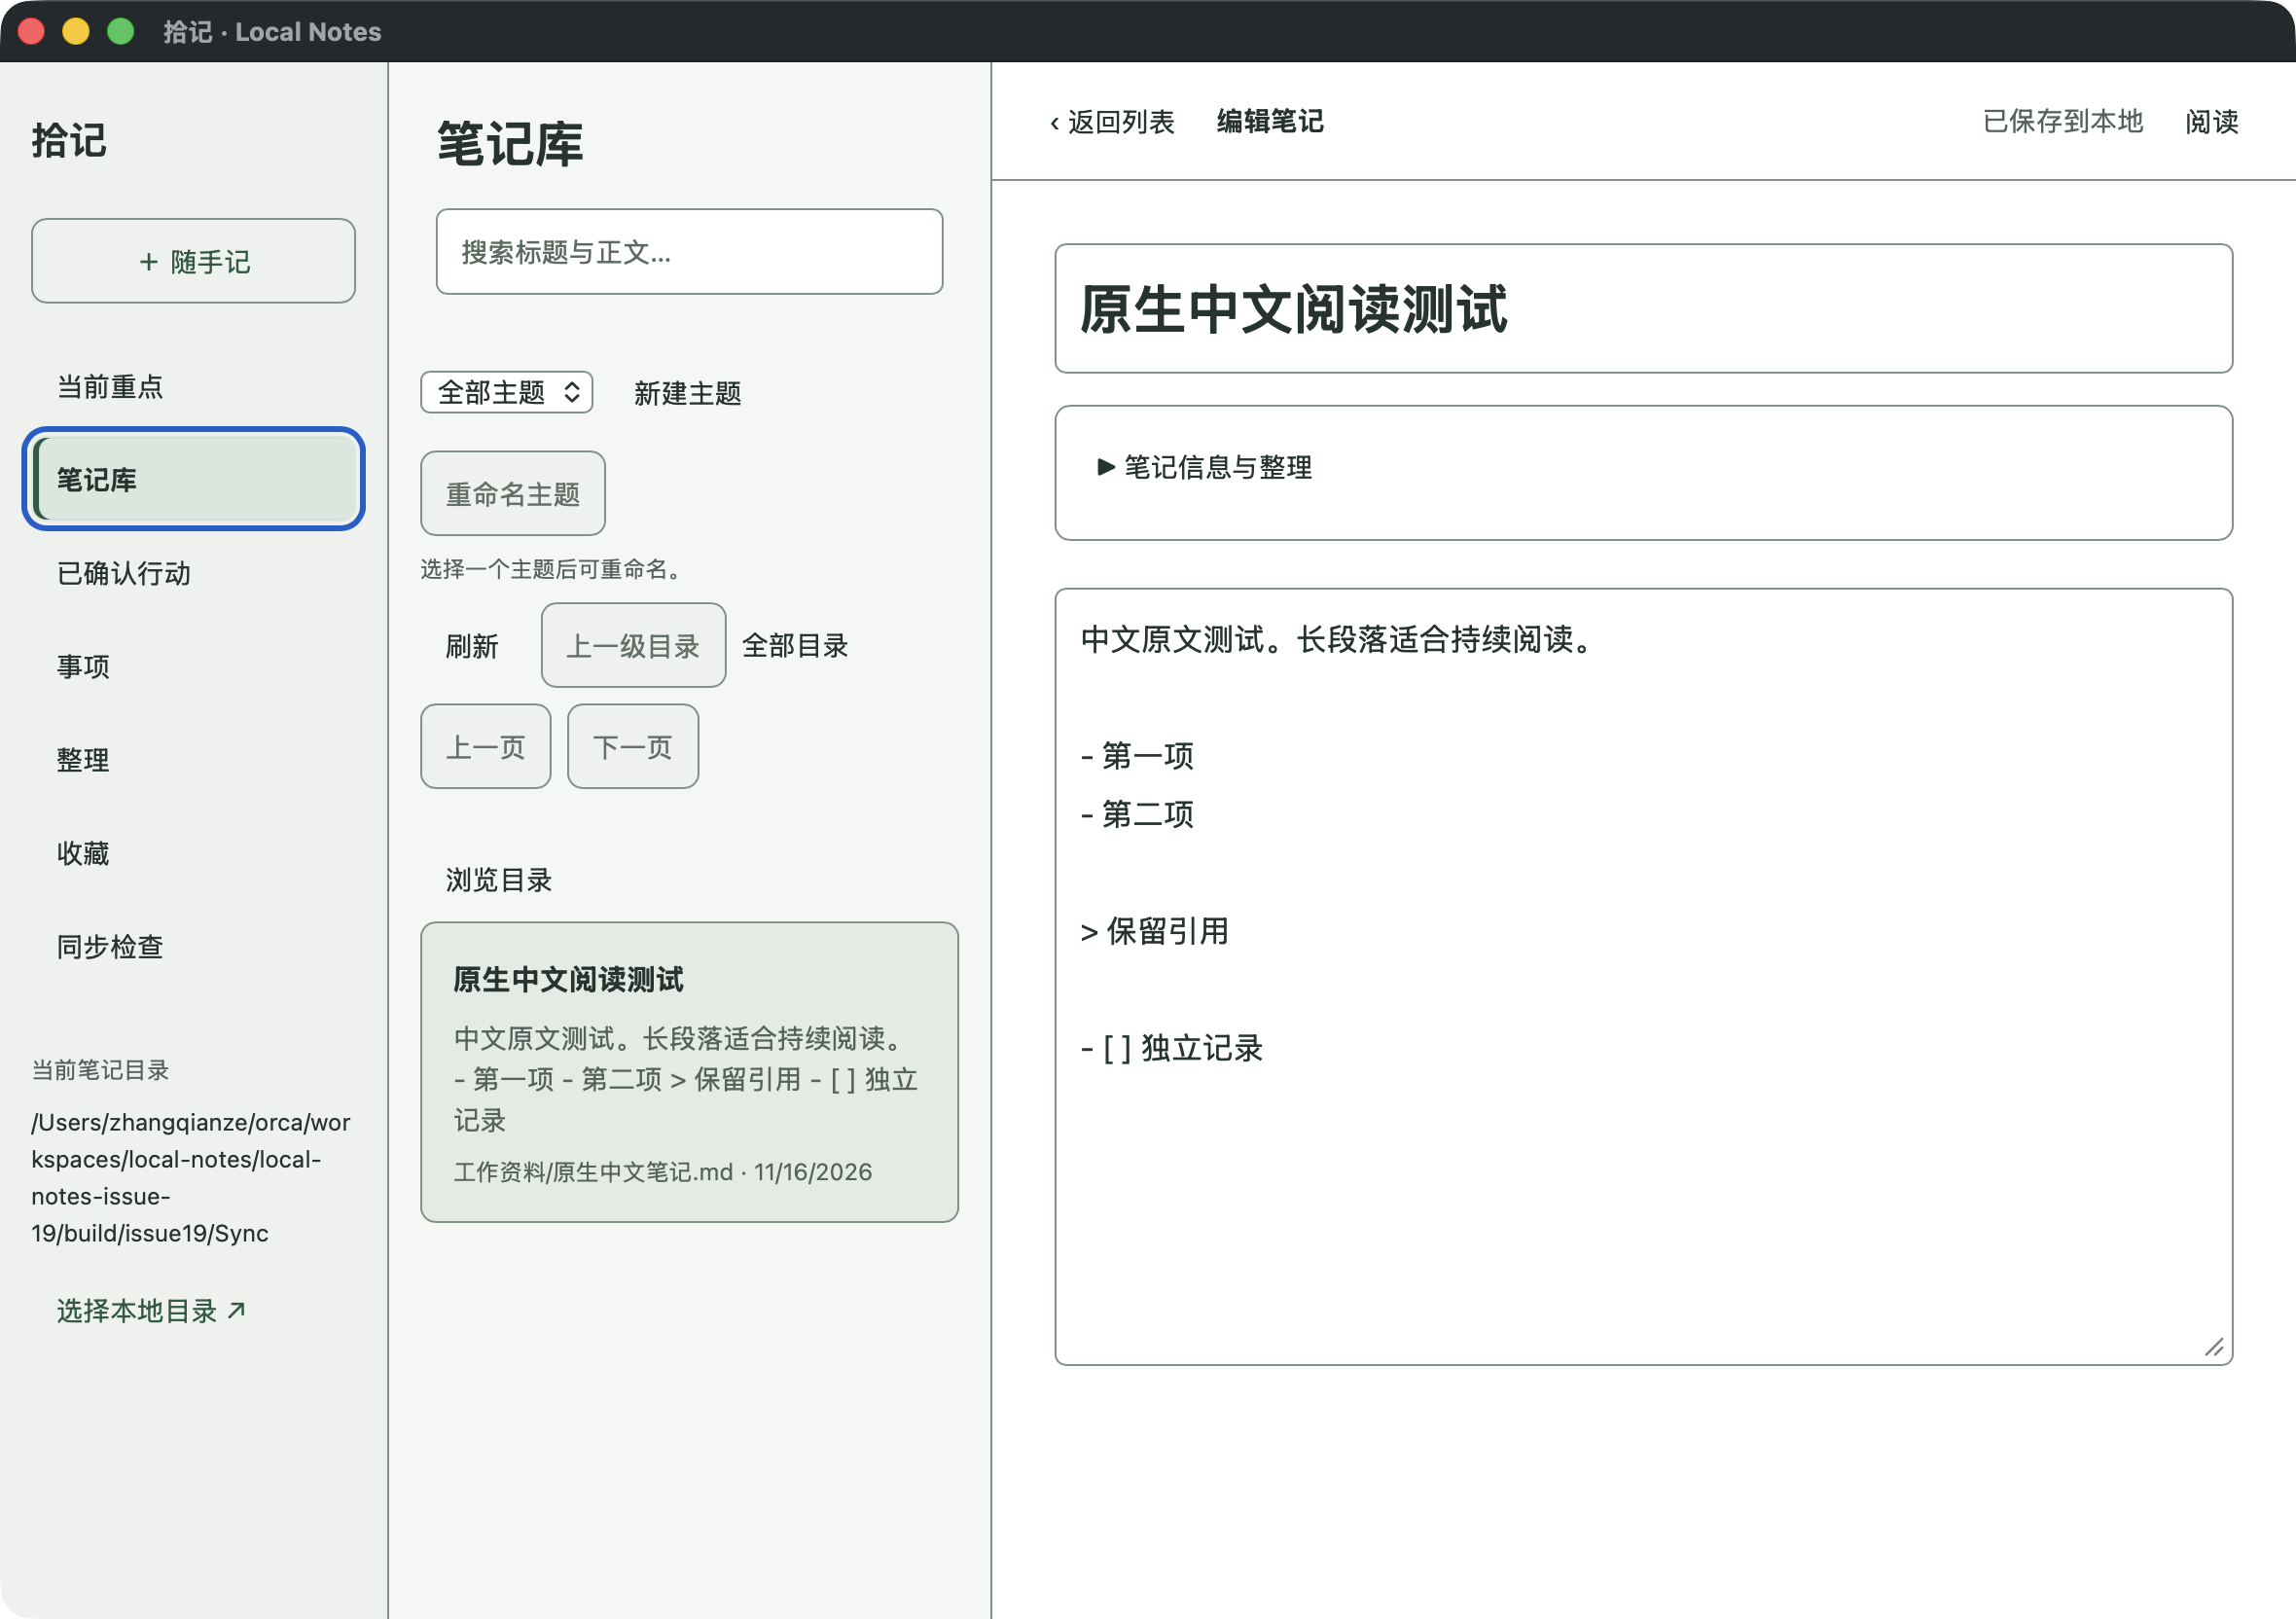 拾记 · Local Notes
拾记
+ 随手记
当前重点
笔记库
已确认行动
事项
整理
收藏
同步检查
当前笔记目录
/Users/zhangqianze/orca/wor
kspaces/local-notes/local-
notes-issue-
19/build/issue19/Sync
选择本地目录 ↗
笔记库
搜索标题与正文...
全部主题 新建主题
重命名主题
选择一个主题后可重命名。
刷新 上一级目录 全部目录
上一页 下一页
浏览目录
原生中文阅读测试
中文原文测试。长段落适合持续阅读。
- 第一项 - 第二项 > 保留引用 - [ ] 独立
记录
工作资料/原生中文笔记.md · 11/16/2026
‹ 返回列表 编辑笔记 已保存到本地 阅读
原生中文阅读测试
▶ 笔记信息与整理
中文原文测试。长段落适合持续阅读。
- 第一项
- 第二项
> 保留引用
- [ ] 独立记录